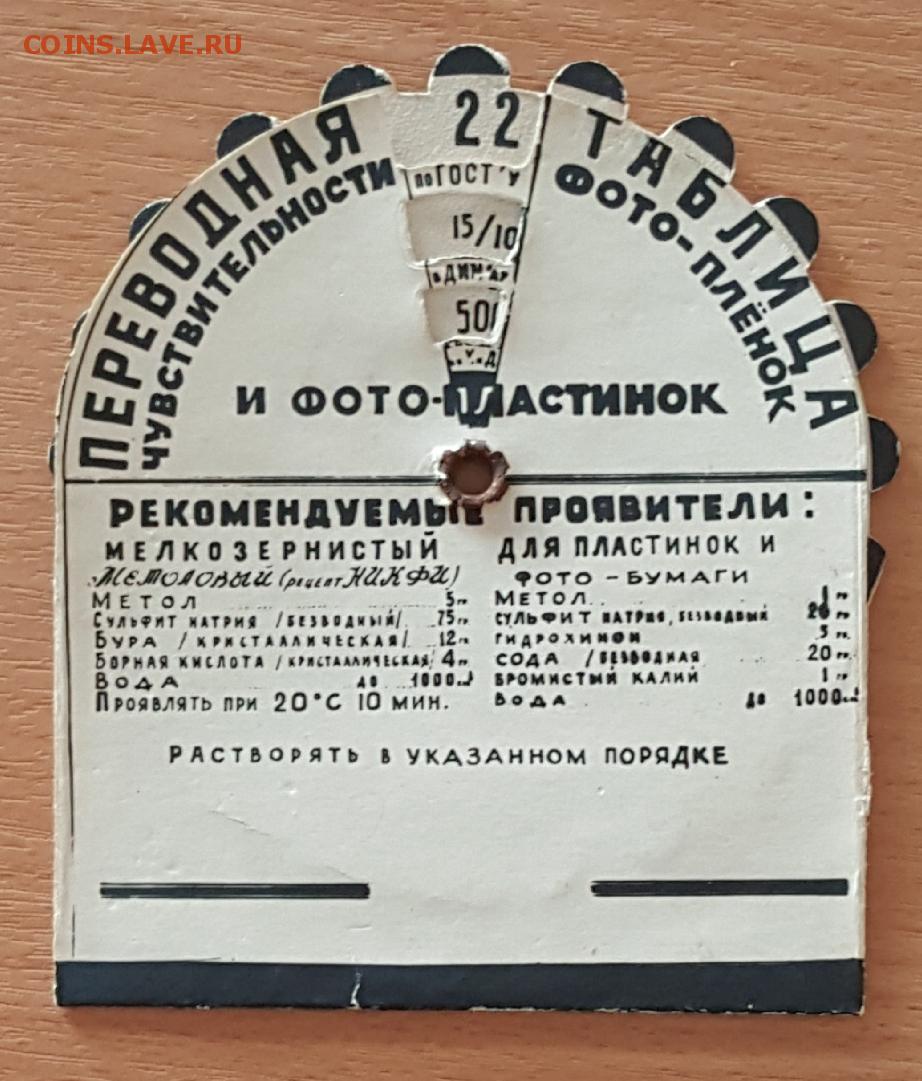 COINS.LAVE.RU
ПЕРЕВОДНАЯ ТАБЛИЦА
ЧУВСТВИТЕЛЬНОСТИ ФОТО-ПЛЁНОК
22
по ГОСТ'У
15/10
в ДИН'АХ
50
Х. и Д.
И ФОТО-ПЛАСТИНОК
РЕКОМЕНДУЕМЫЕ ПРОЯВИТЕЛИ:
МЕЛКОЗЕРНИСТЫЙ
МЕТОЛОВЫЙ (рецепт НИКФИ)
МЕТОЛ 5 гр
СУЛЬФИТ НАТРИЯ /БЕЗВОДНЫЙ/ 75 гр
БУРА /КРИСТАЛЛИЧЕСКАЯ/ 12 гр
БОРНАЯ КИСЛОТА /КРИСТАЛЛИЧЕСКАЯ/ 4 гр
ВОДА до 1000 мл
ПРОЯВЛЯТЬ ПРИ 20°С 10 МИН.
ДЛЯ ПЛАСТИНОК И
ФОТО-БУМАГИ
МЕТОЛ 1 гр
СУЛЬФИТ НАТРИЯ, БЕЗВОДНЫЙ гр
ГИДРОХИНОН 5 гр.
СОДА /БЕЗВОДНАЯ 20 гр.
БРОМИСТЫЙ КАЛИЙ 1 гр
ВОДА до 1000 мл
РАСТВОРЯТЬ В УКАЗАННОМ ПОРЯДКЕ